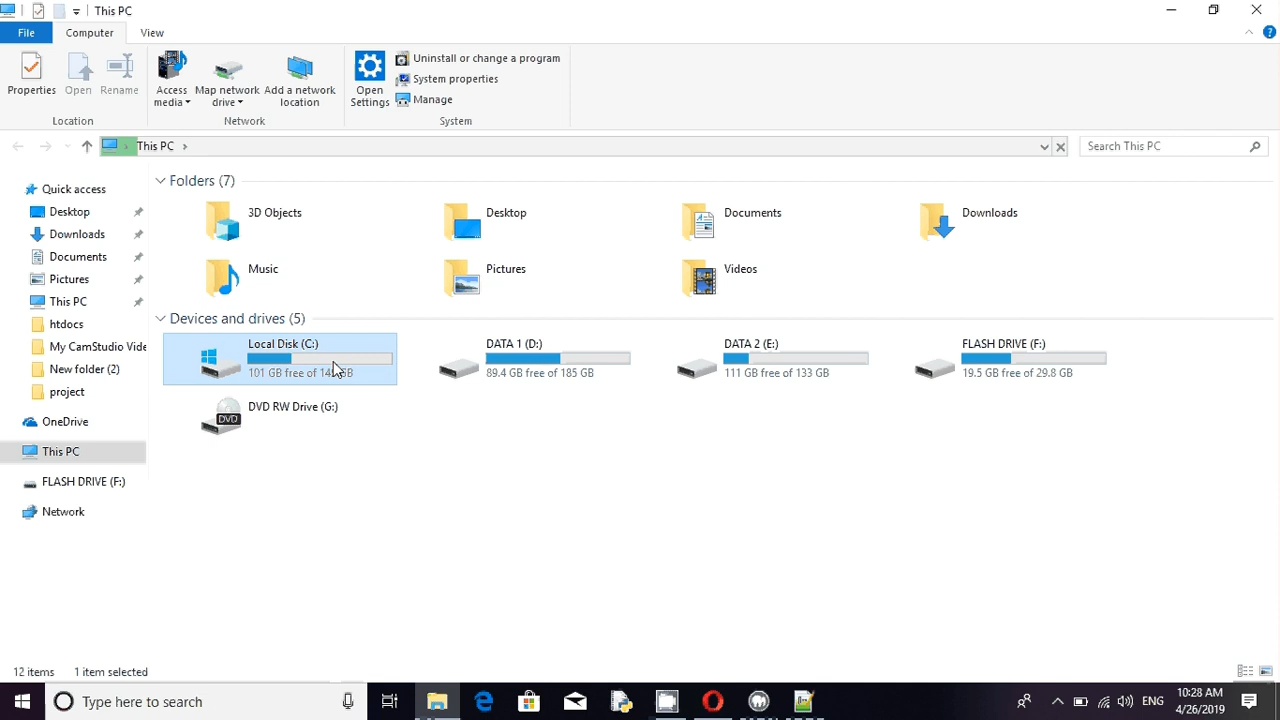 This PC
File
Computer
View
Properties
Open
Rename
Access media
Map network drive
Add a network location
Open Settings
Uninstall or change a program
System properties
Manage
Location
Network
System
This PC
Search This PC
Quick access
Desktop
Downloads
Documents
Pictures
This PC
htdocs
My CamStudio Vide
New folder (2)
project
OneDrive
This PC
FLASH DRIVE (F:)
Network
Folders (7)
3D Objects
Desktop
Documents
Downloads
Music
Pictures
Videos
Devices and drives (5)
Local Disk (C:)
101 GB free of
DATA 1 (D:)
89.4 GB free of 185 GB
DATA 2 (E:)
111 GB free of 133 GB
FLASH DRIVE (F:)
19.5 GB free of 29.8 GB
DVD RW Drive (G:)
DVD
12 items
1 item selected
Type here to search
ENG
10:28 AM
4/26/2019